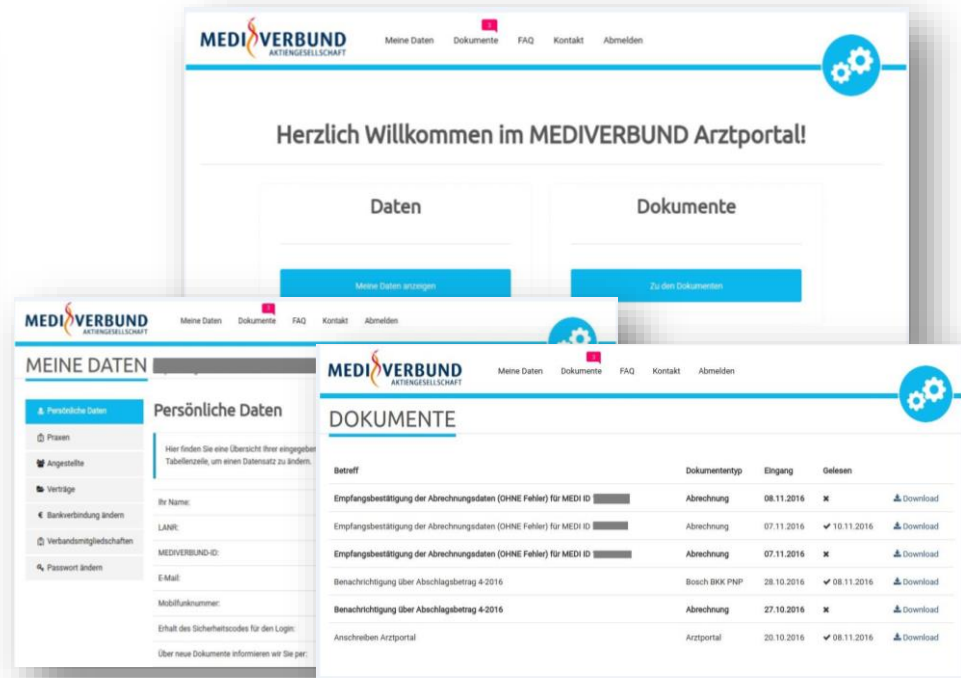 MEDIVERBUND
AKTIENGESELLSCHAFT
Meine Daten Dokumente FAQ Kontakt Abmelden
Herzlich Willkommen im MEDIVERBUND Arztportal!
Daten Dokumente
Meine Daten anzeigen Zu den Dokumenten
MEDIVERBUND
AKTIENGESELLSCHAFT
Meine Daten Dokumente FAQ Kontakt Abmelden
MEINE DATEN
Persönliche Daten
Praxen
Angestellte
Verträge
Bankverbindung ändern
Verbandsmitgliedschaften
Passwort ändern
Persönliche Daten
Hier finden Sie eine Übersicht Ihrer eingegeben
Tabellenzeile, um einen Datensatz zu ändern.
Ihr Name:
LANR:
MEDIVERBUND-ID:
E-Mail:
Mobilfunknummer:
Erhalt des Sicherheitscodes für den Login:
Über neue Dokumente informieren wir Sie per:
MEDIVERBUND
AKTIENGESELLSCHAFT
Meine Daten Dokumente FAQ Kontakt Abmelden
DOKUMENTE
Betreff Dokumententyp Eingang Gelesen
Empfangsbestätigung der Abrechnungsdaten (OHNE Fehler) für MEDI ID Abrechnung 08.11.2016 ✖ Download
Empfangsbestätigung der Abrechnungsdaten (OHNE Fehler) für MEDI ID Abrechnung 07.11.2016 ✔ 10.11.2016 Download
Empfangsbestätigung der Abrechnungsdaten (OHNE Fehler) für MEDI ID Abrechnung 07.11.2016 ✖ Download
Benachrichtigung über Abschlagsbetrag 4-2016 Bosch BKK PNP 28.10.2016 ✔ 08.11.2016 Download
Benachrichtigung über Abschlagsbetrag 4-2016 Abrechnung 27.10.2016 ✖ Download
Anschreiben Arztportal Arztportal 20.10.2016 ✔ 08.11.2016 Download